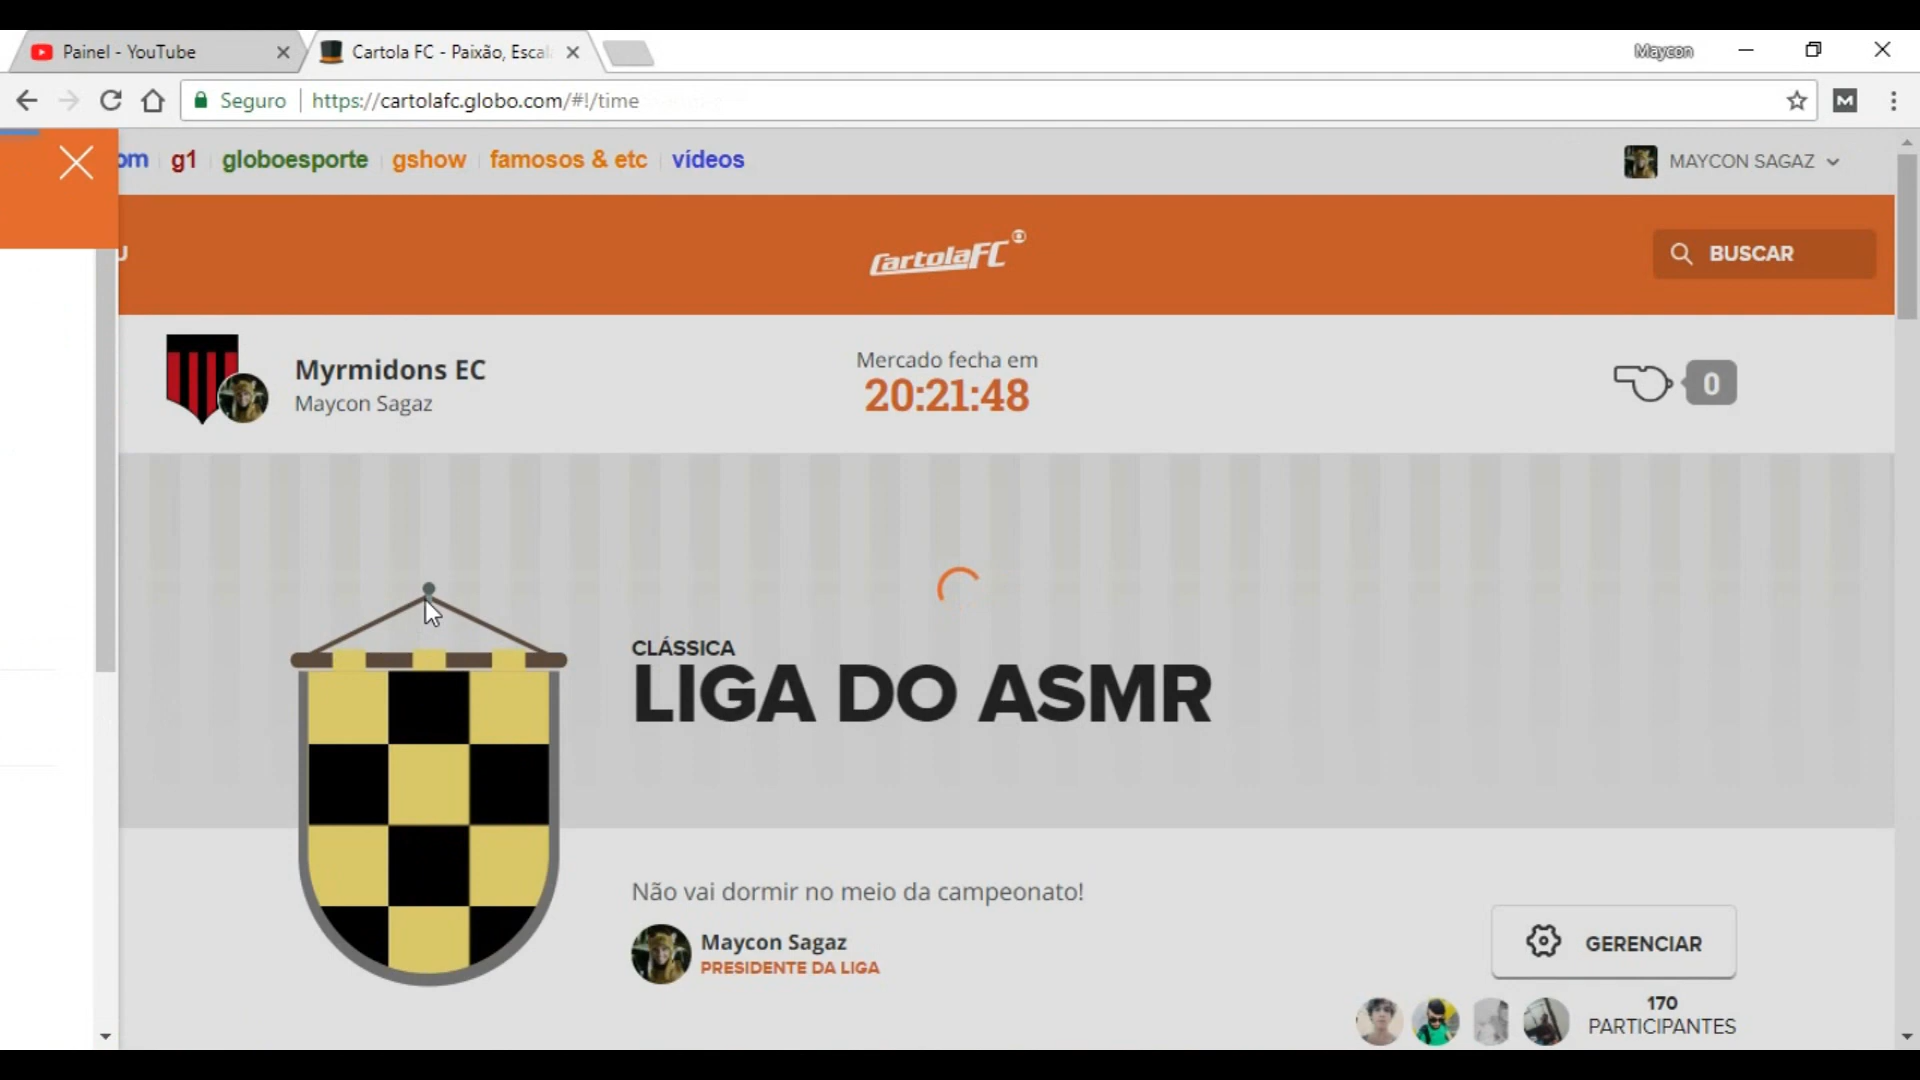 Painel - YouTube
Cartola FC - Paixão, Escal
Maycon
Seguro
https://cartolafc.globo.com/#!/time
om
g1
globoesporte
gshow
famosos & etc
vídeos
MAYCON SAGAZ
U
CartolaFC
BUSCAR
Myrmidons EC
Maycon Sagaz
Mercado fecha em
20:21:48
0
CLÁSSICA
LIGA DO ASMR
Não vai dormir no meio da campeonato!
Maycon Sagaz
PRESIDENTE DA LIGA
GERENCIAR
170
PARTICIPANTES